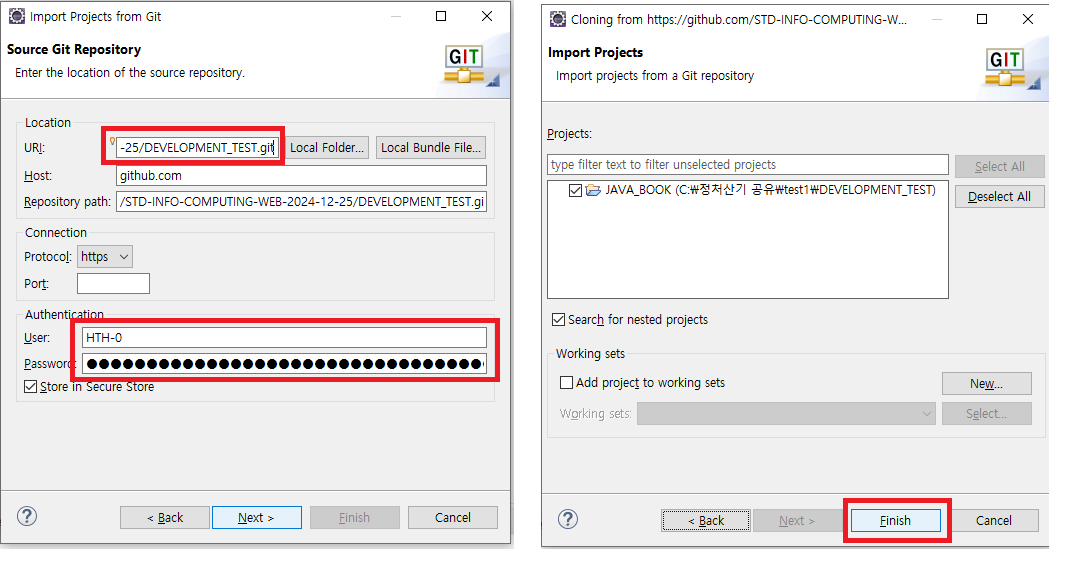 Import Projects from Git
Source Git Repository
Enter the location of the source repository.
GIT
Location
URI:
-25/DEVELOPMENT_TEST.git
Local Folder...
Local Bundle File...
Host:
github.com
Repository path:
/STD-INFO-COMPUTING-WEB-2024-12-25/DEVELOPMENT_TEST.gi
Connection
Protocol:
https
Port:
Authentication
User:
HTH-0
Password:
●●●●●●●●●●●●●●●●●●●●●●●●●●●●●●●●●●
Store in Secure Store
?
< Back
Next >
Finish
Cancel
Cloning from https://github.com/STD-INFO-COMPUTING-W...
Import Projects
Import projects from a Git repository
GIT
Projects:
type filter text to filter unselected projects
Select All
JAVA_BOOK (C:₩정처산기 공유₩test1₩DEVELOPMENT_TEST)
Deselect All
Search for nested projects
Working sets
Add project to working sets
New...
Working sets:
Select...
?
< Back
Next >
Finish
Cancel